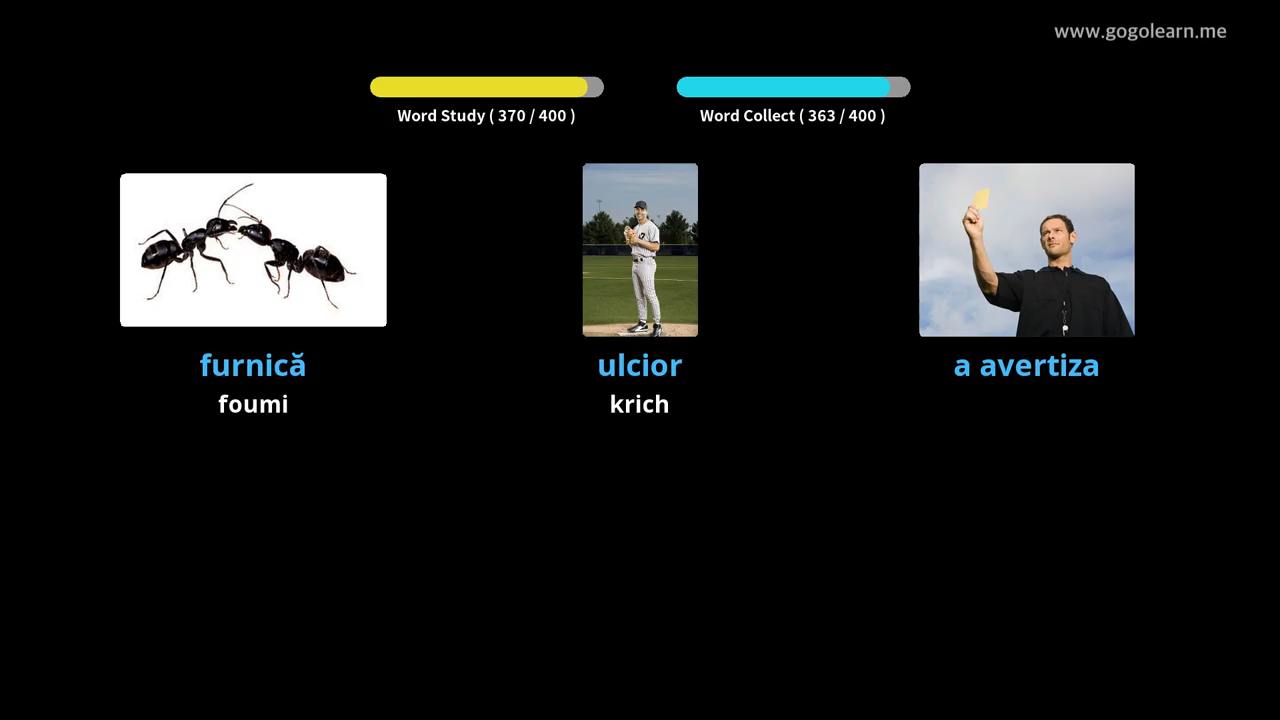 www.gogolearn.me
Word Study ( 370 / 400 )
Word Collect ( 363 / 400 )
furnică
ulcior
a avertiza
foumi
krich